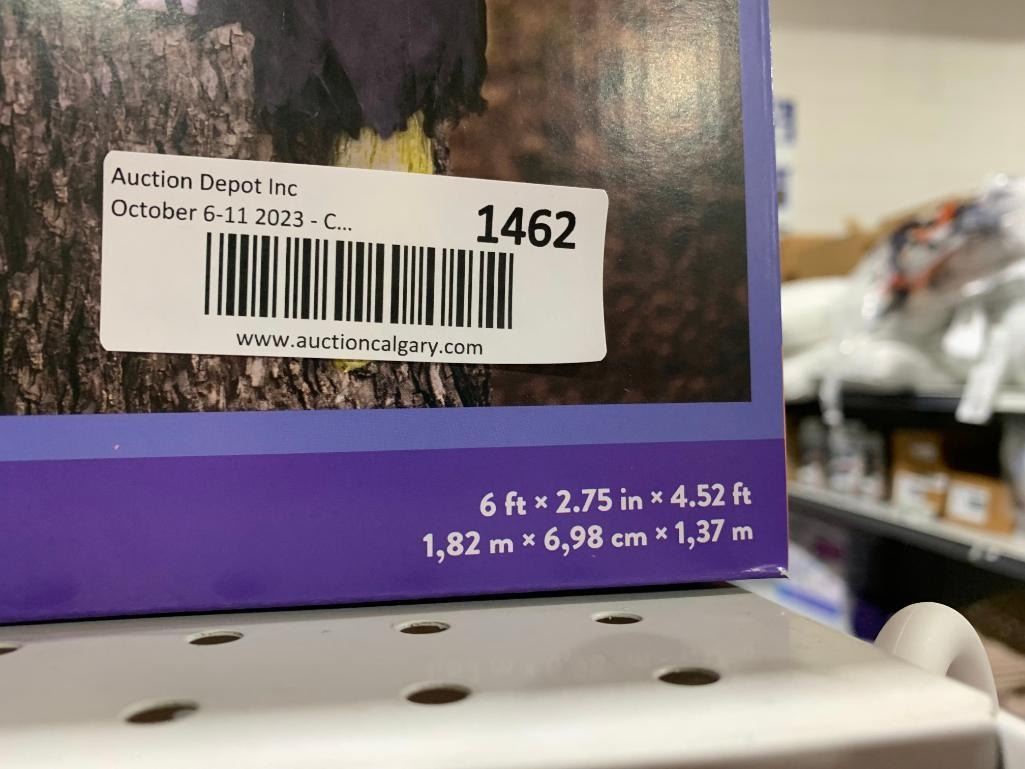 Auction Depot Inc
October 6-11 2023 - C...
1462
www.auctioncalgary.com
6 ft × 2.75 in × 4.52 ft
1,82 m × 6,98 cm × 1,37 m